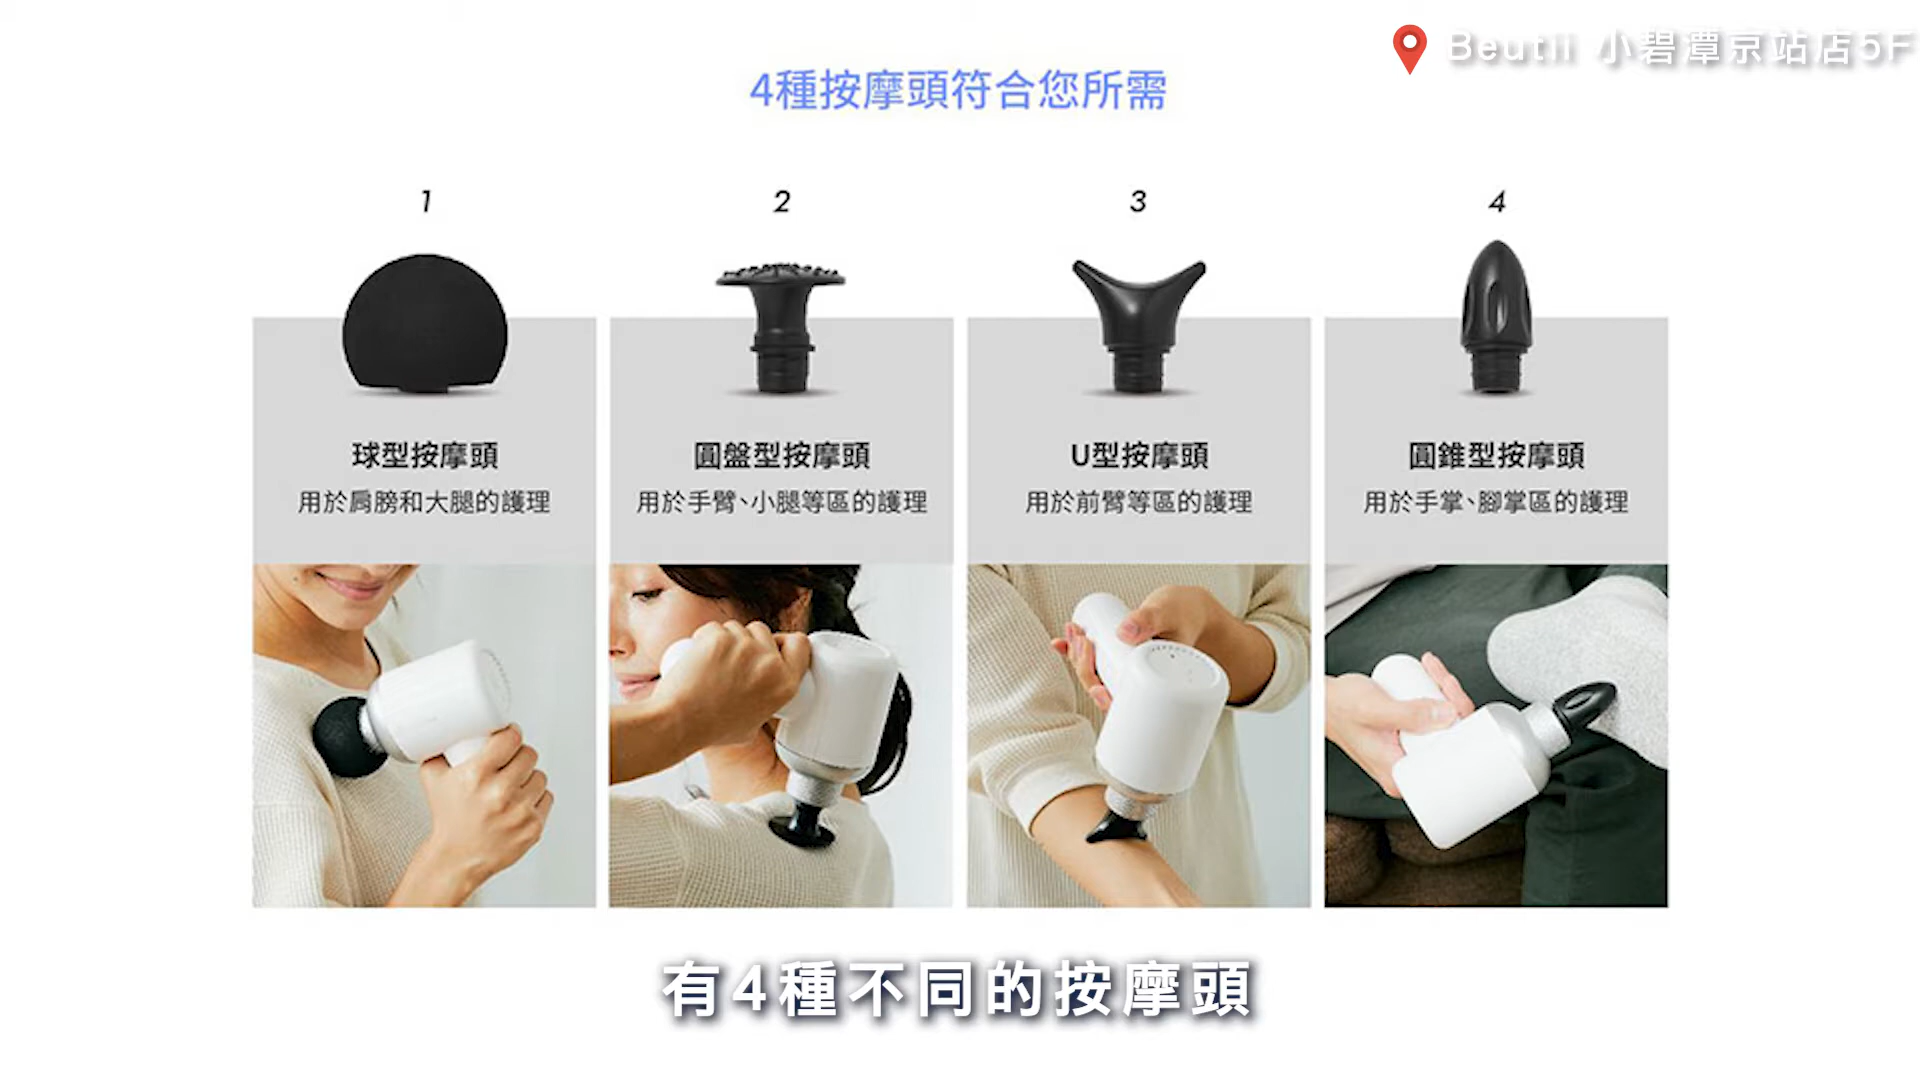 Beutii 小碧潭京站店5F
4種按摩頭符合您所需
1
2
3
4
球型按摩頭
用於肩膀和大腿的護理
圓盤型按摩頭
用於手臂、小腿等區的護理
U型按摩頭
用於前臂等區的護理
圓錐型按摩頭
用於手掌、腳掌區的護理
有4種不同的按摩頭